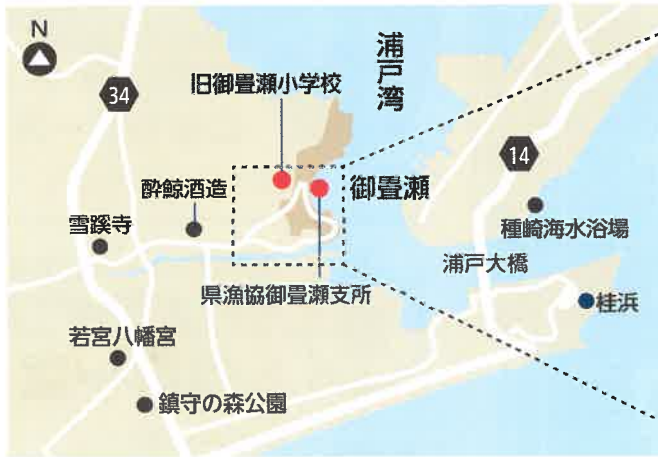 N
34
旧御畳瀬小学校
浦戸湾
14
酔鯨酒造
御畳瀬
雪蹊寺
種崎海水浴場
浦戸大橋
県漁協御畳瀬支所
桂浜
若宮八幡宮
鎮守の森公園